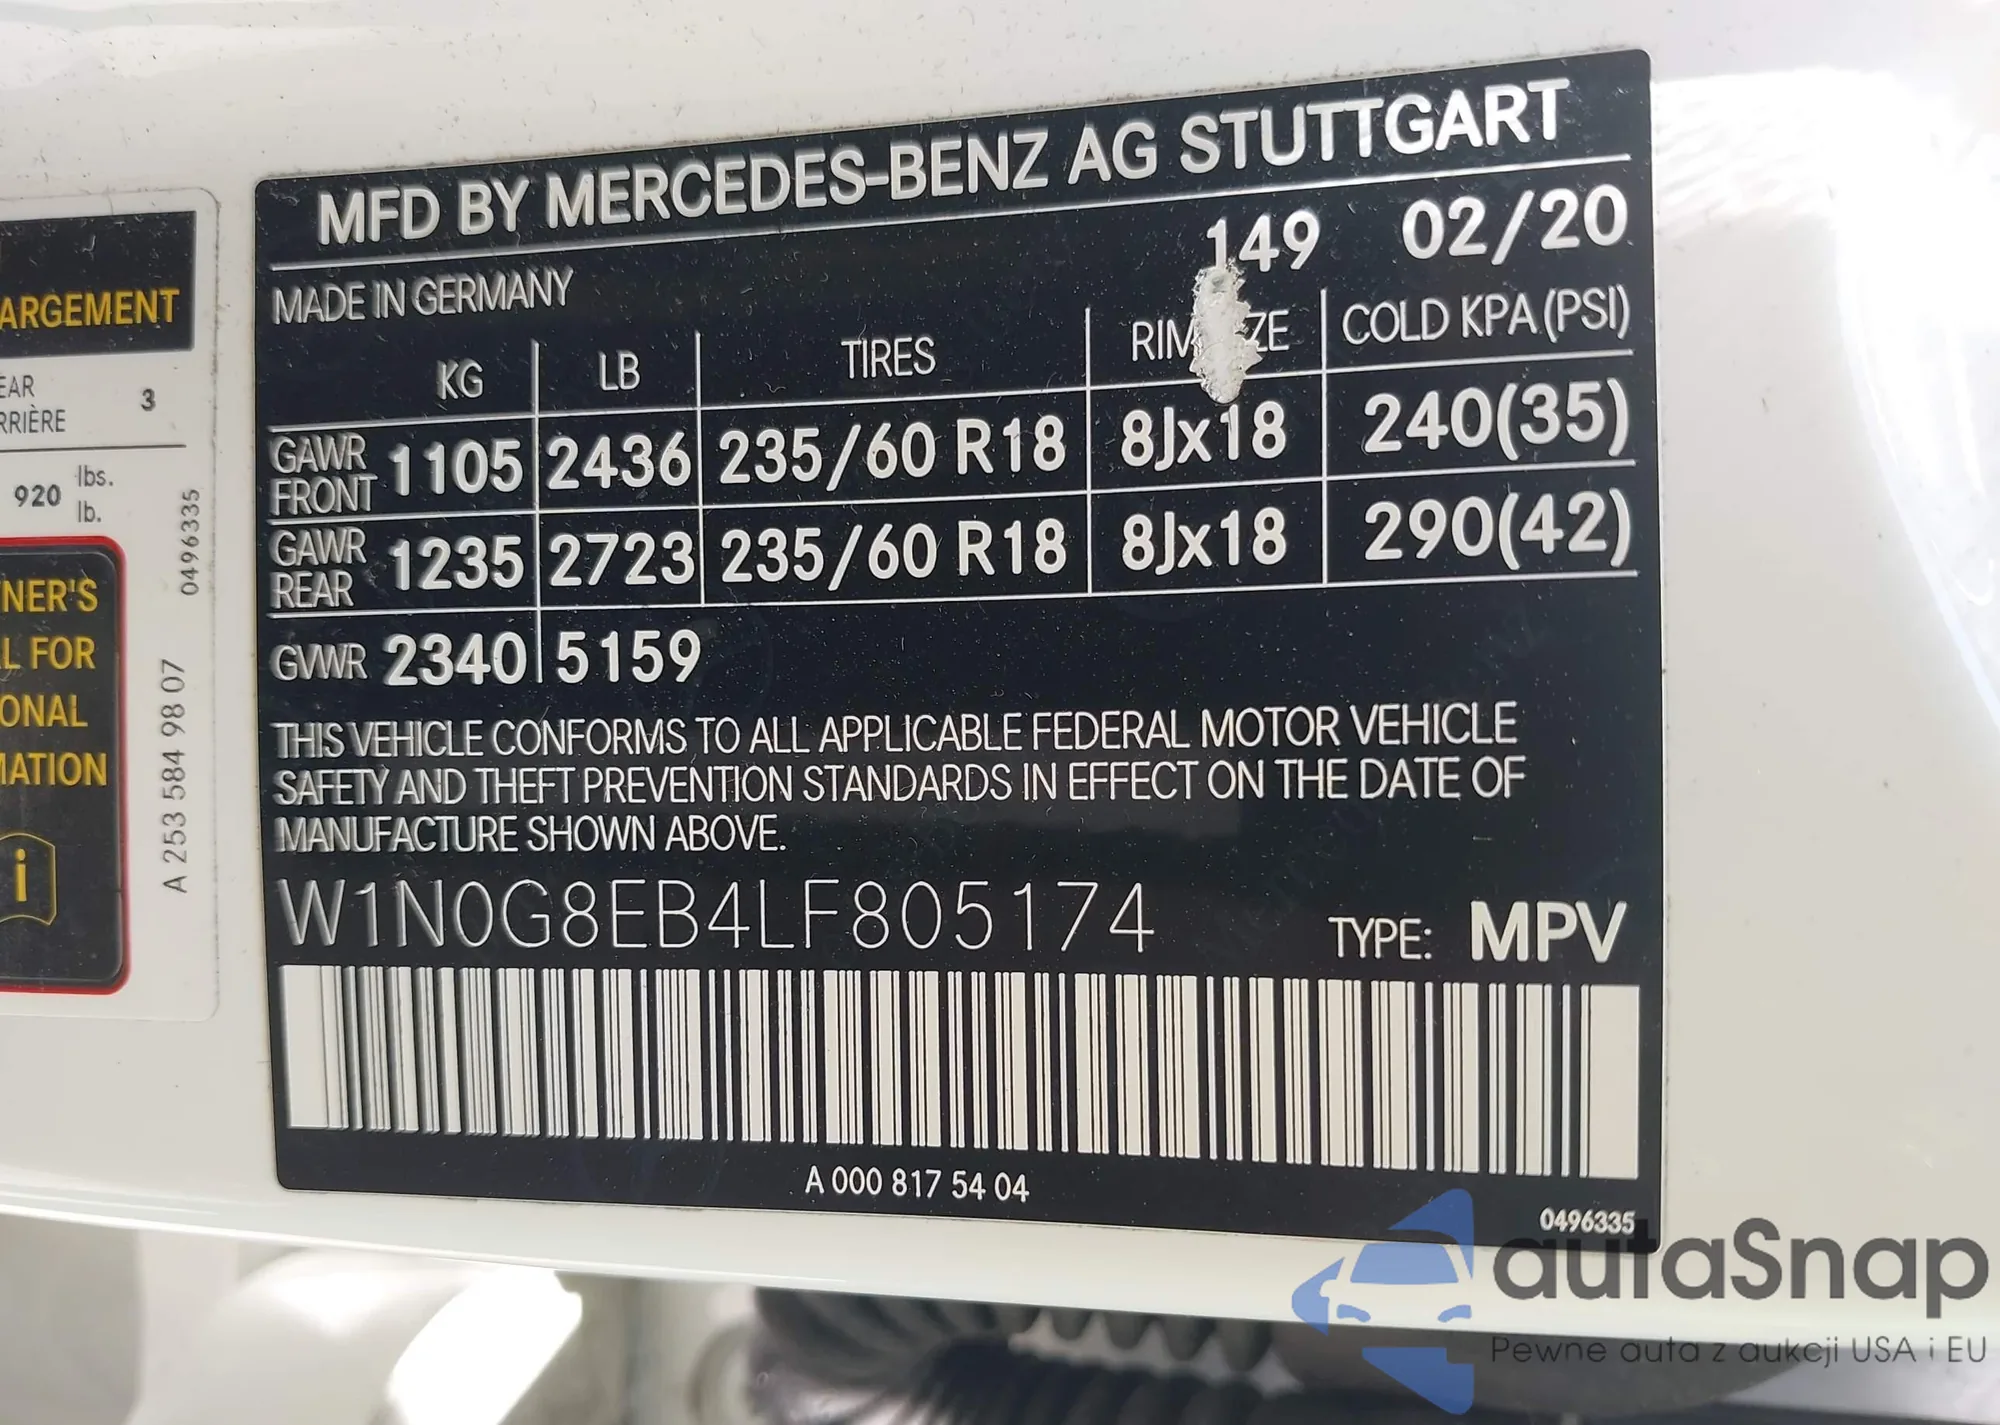 MFD BY MERCEDES-BENZ AG STUTTGART
MADE IN GERMANY 149 02/20
KG LB TIRES COLD KPA (PSI)
GAWR FRONT 1105 2436 235/60 R18 8Jx18 240(35)
GAWR REAR 1235 2723 235/60 R18 8Jx18 290(42)
GVWR 2340 5159
THIS VEHICLE CONFORMS TO ALL APPLICABLE FEDERAL MOTOR VEHICLE
SAFETY AND THEFT PREVENTION STANDARDS IN EFFECT ON THE DATE OF
MANUFACTURE SHOWN ABOVE.
W1N0G8EB4LF805174 TYPE: MPV
A 000 817 54 04
0496335
ARGEMENT
EAR
RRIÈRE 3
920 lbs.
lb.
0496335
A 253 584 98 07
NER'S
L FOR
ONAL
MATION
i
autaSnap
Pewne auta z aukcji USA i EU